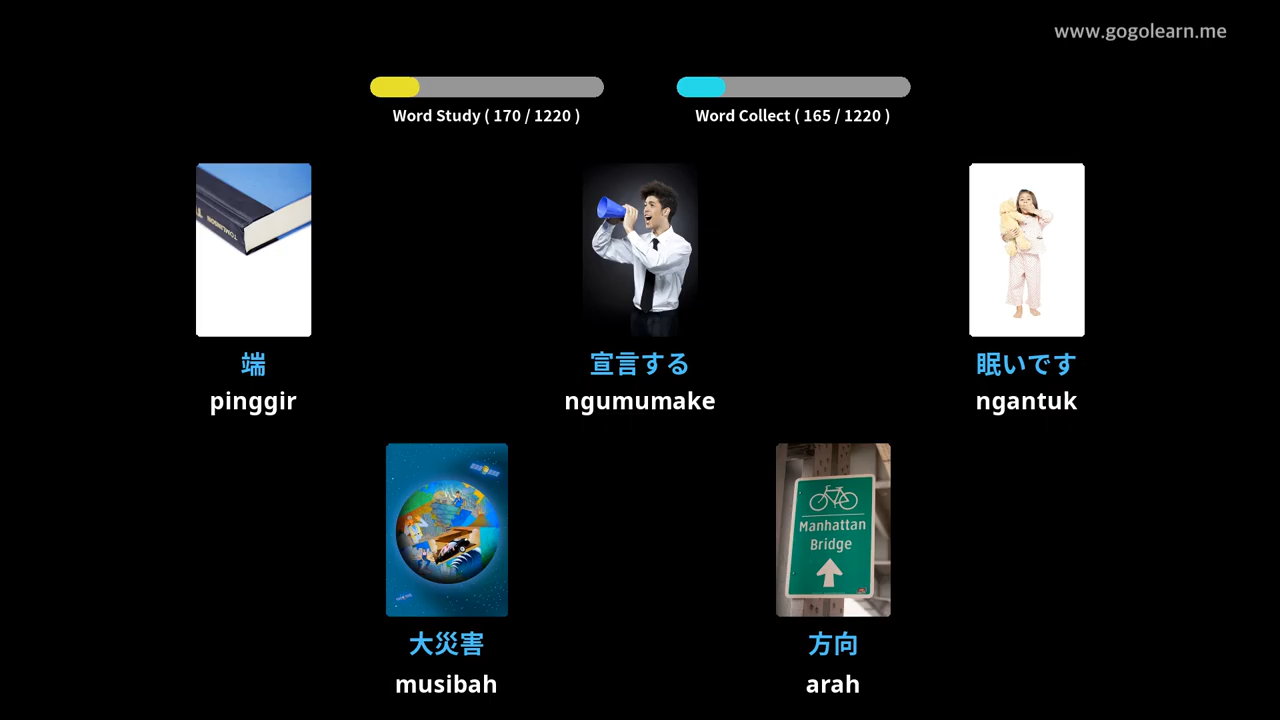 www.gogolearn.me
Word Study ( 170 / 1220 )
Word Collect ( 165 / 1220 )
端
pinggir
宣言する
ngumumake
眠いです
ngantuk
Manhattan
Bridge
大災害
musibah
方向
arah